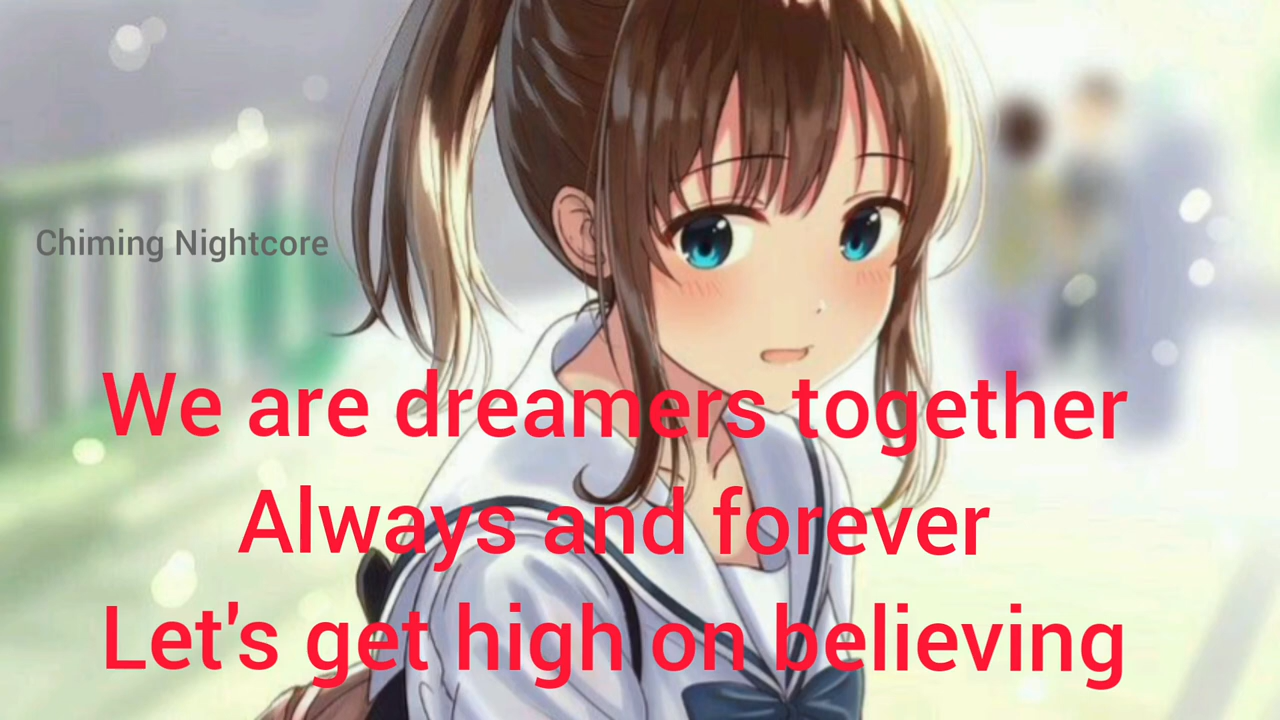 Chiming Nightcore
We are dreamers together
Always and forever
Let's get high on believing